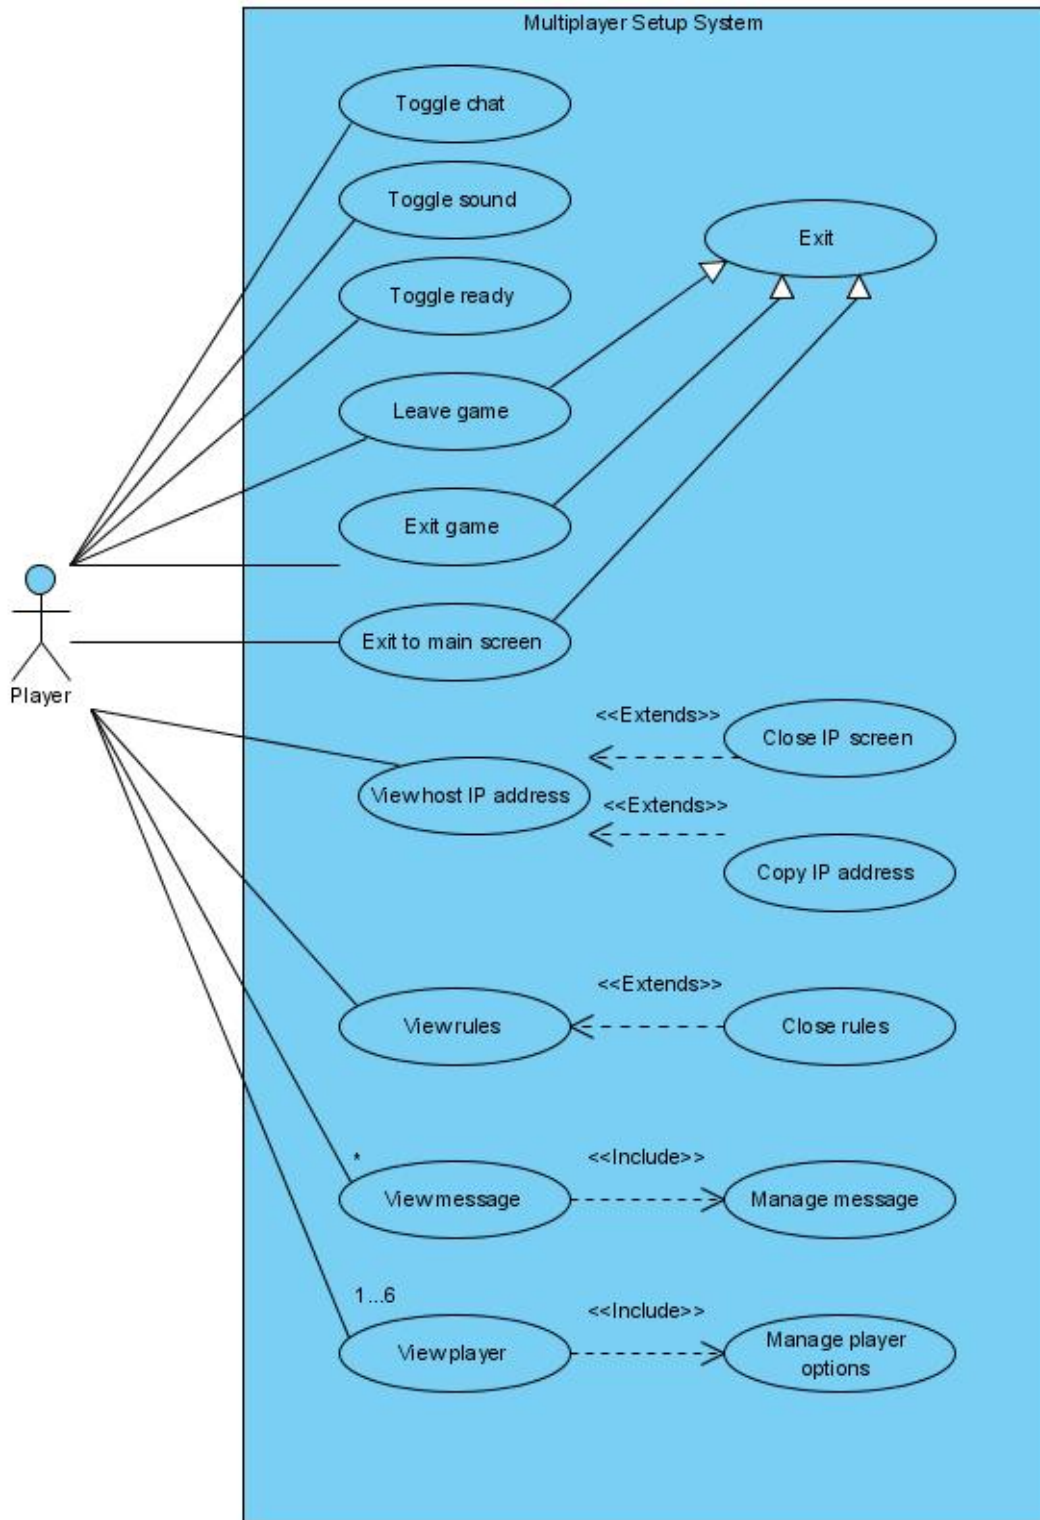 Multiplayer Setup System
Toggle chat
Toggle sound
Exit
Toggle ready
Leave game
Exit game
Exit to main screen
Player
<<Extends>>
Close IP screen
View host IP address
<<Extends>>
Copy IP address
<<Extends>>
View rules
Close rules
*
<<Include>>
View message
Manage message
1...6
<<Include>>
View player
Manage player
options